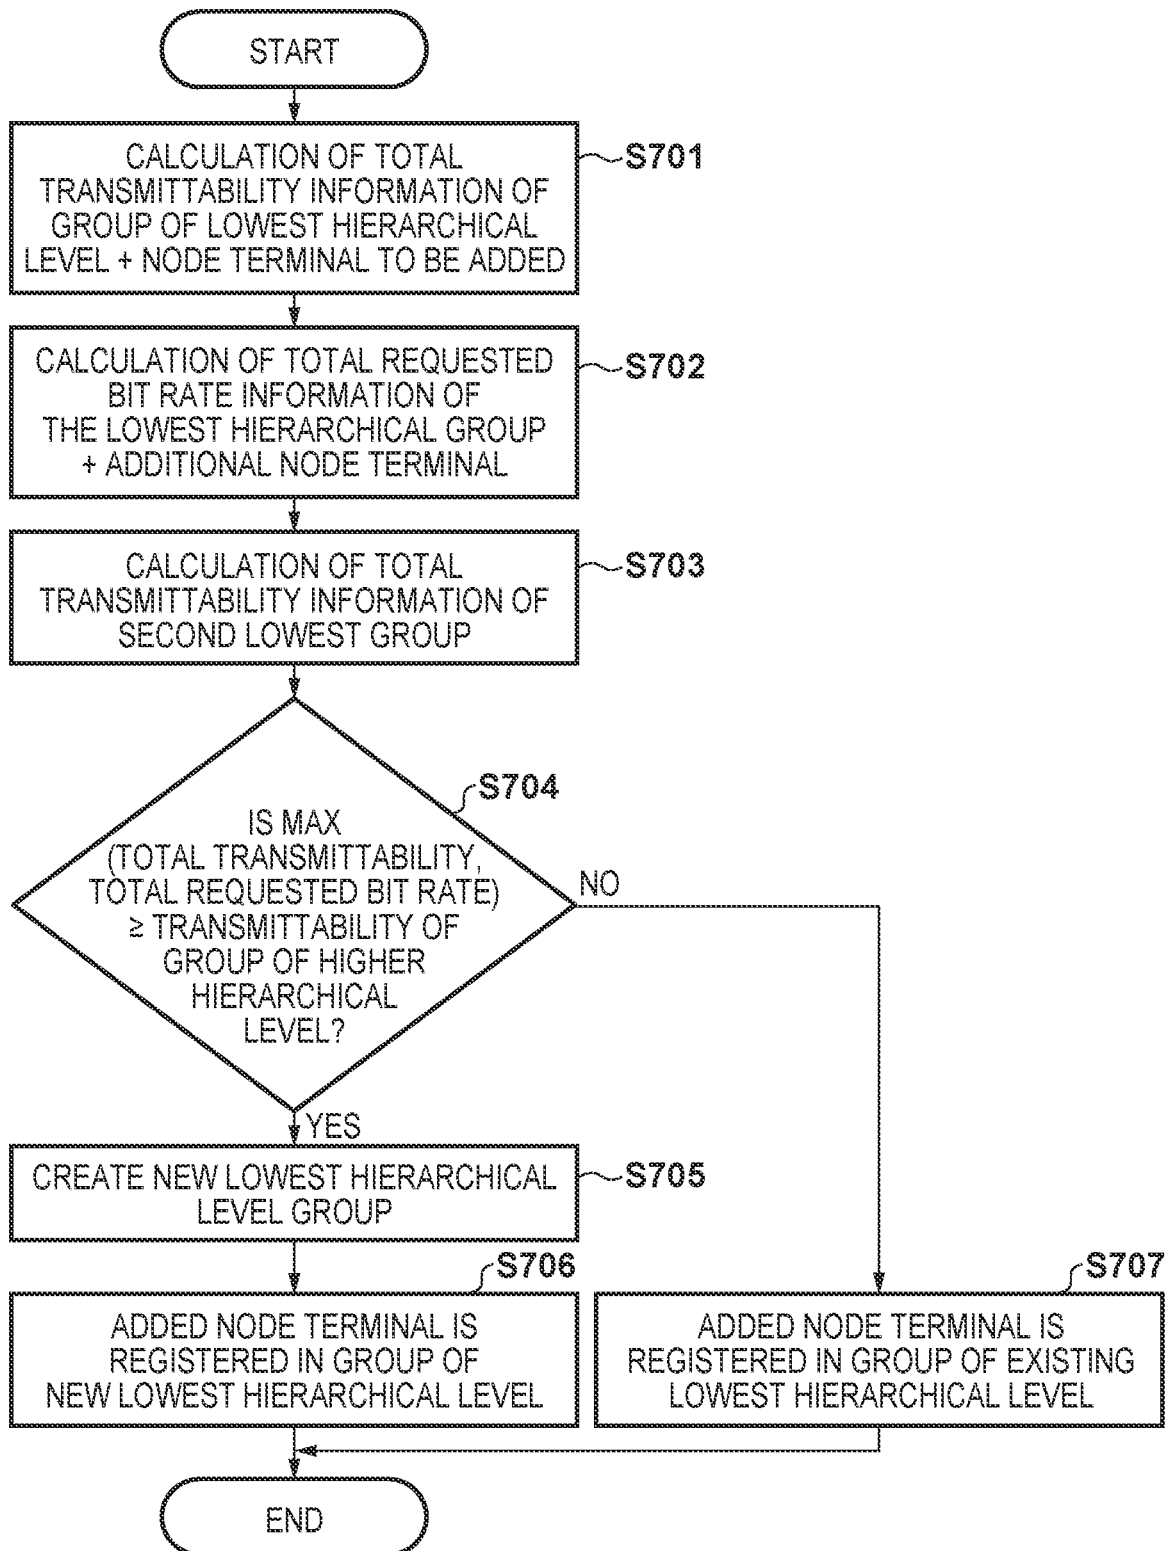 START
CALCULATION OF TOTAL
TRANSMITTABILITY INFORMATION OF
GROUP OF LOWEST HIERARCHICAL
LEVEL + NODE TERMINAL TO BE ADDED
S701
CALCULATION OF TOTAL REQUESTED
BIT RATE INFORMATION OF
THE LOWEST HIERARCHICAL GROUP
+ ADDITIONAL NODE TERMINAL
S702
CALCULATION OF TOTAL
TRANSMITTABILITY INFORMATION OF
SECOND LOWEST GROUP
S703
S704
IS MAX
(TOTAL TRANSMITTABILITY,
TOTAL REQUESTED BIT RATE)
≥ TRANSMITTABILITY OF
GROUP OF HIGHER
HIERARCHICAL
LEVEL?
NO
YES
CREATE NEW LOWEST HIERARCHICAL
LEVEL GROUP
S705
S706
ADDED NODE TERMINAL IS
REGISTERED IN GROUP OF
NEW LOWEST HIERARCHICAL LEVEL
S707
ADDED NODE TERMINAL IS
REGISTERED IN GROUP OF EXISTING
LOWEST HIERARCHICAL LEVEL
END